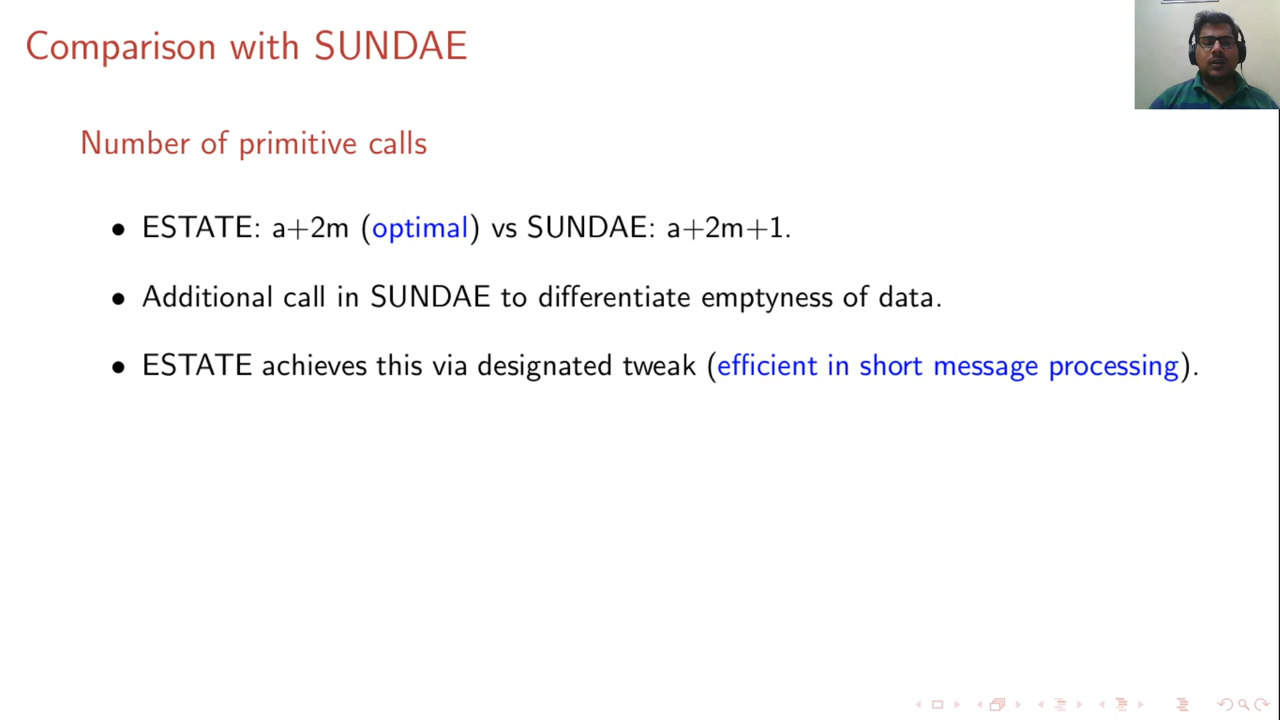 Comparison with SUNDAE
Number of primitive calls
• ESTATE: a+2m (optimal) vs SUNDAE: a+2m+1.
• Additional call in SUNDAE to differentiate emptyness of data.
• ESTATE achieves this via designated tweak (efficient in short message processing).